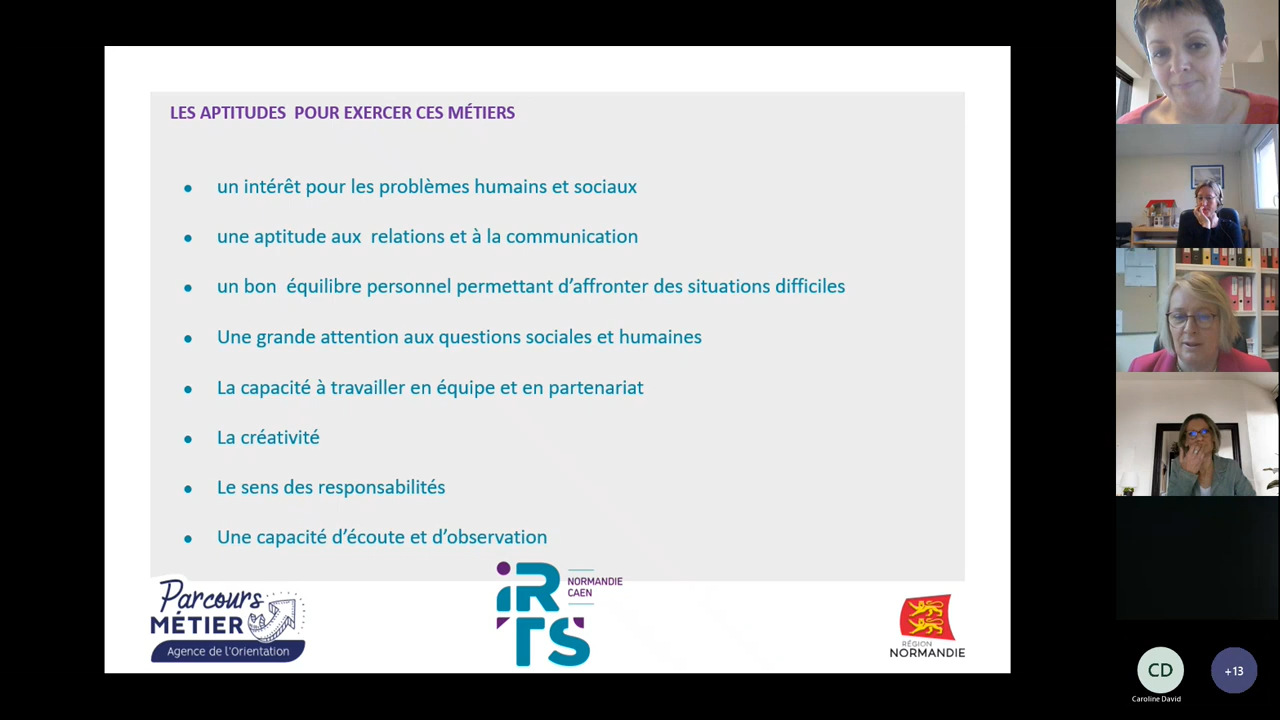 LES APTITUDES  POUR EXERCER CES MÉTIERS
● un intérêt pour les problèmes humains et sociaux
● une aptitude aux  relations et à la communication
● un bon  équilibre personnel permettant d’affronter des situations difficiles
● Une grande attention aux questions sociales et humaines
● La capacité à travailler en équipe et en partenariat
● La créativité
● Le sens des responsabilités
● Une capacité d’écoute et d’observation
Parcours
MÉTIER
Agence de l'Orientation
iRTS
NORMANDIE
CAEN
RÉGION
NORMANDIE
CD
Caroline David
+13